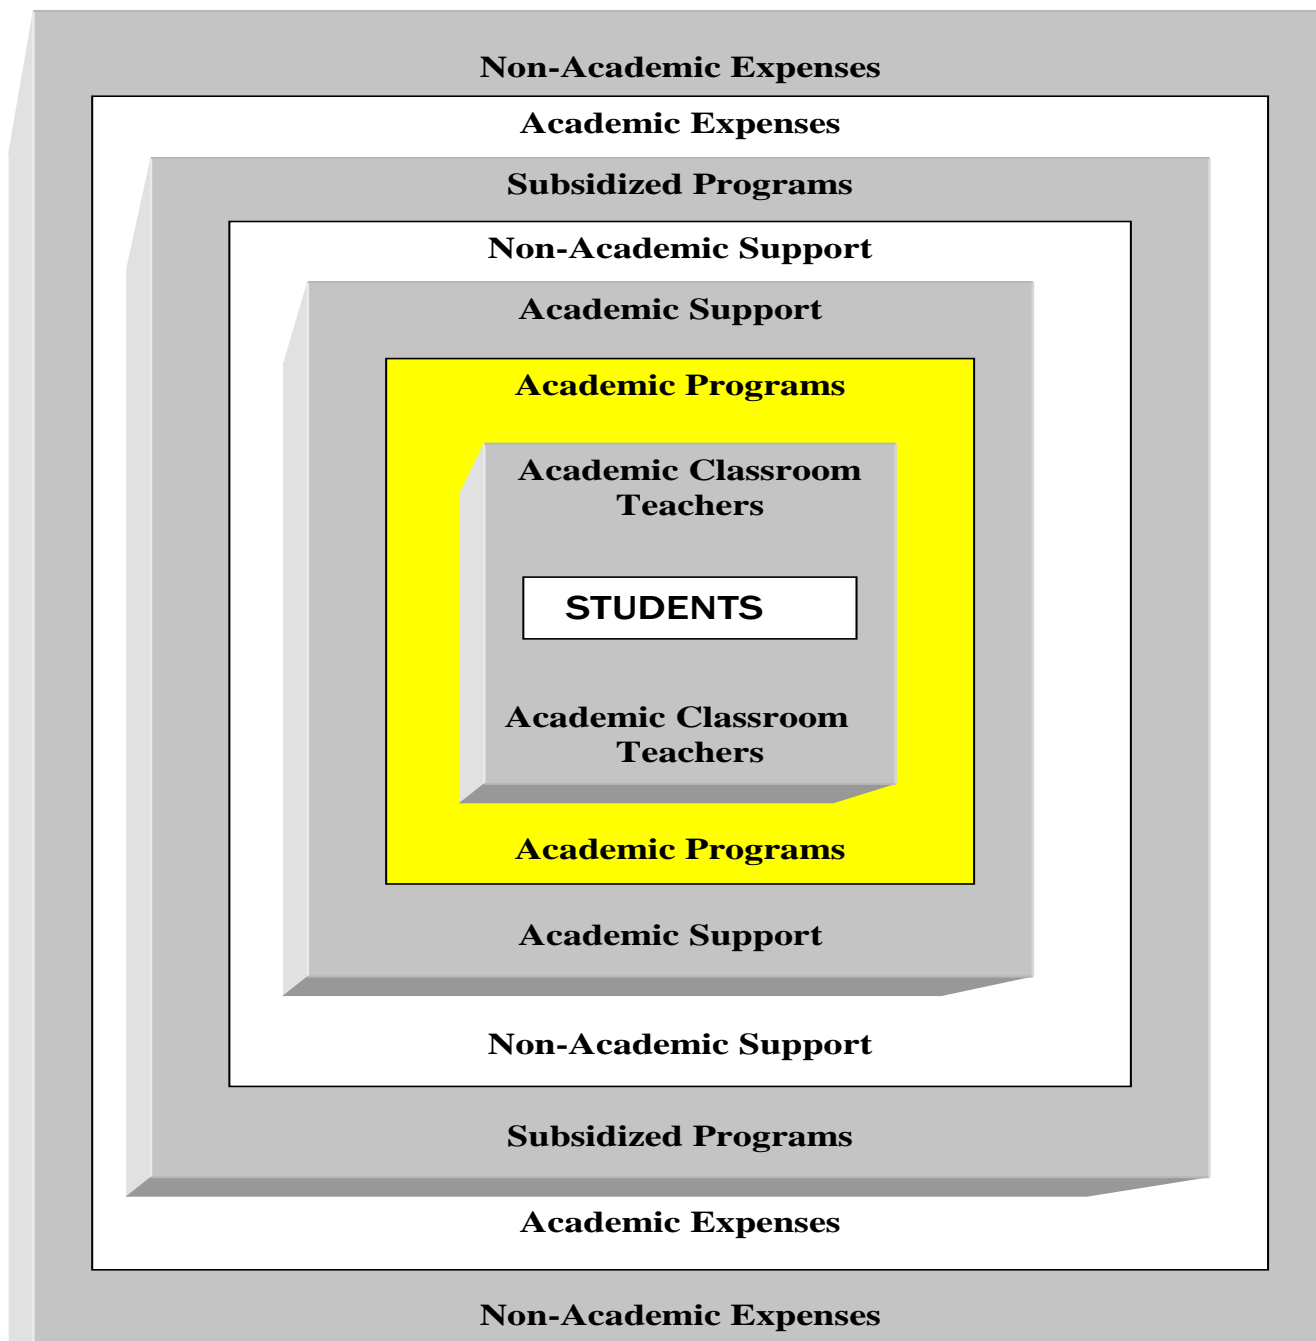 Non-Academic Expenses
Academic Expenses
Subsidized Programs
Non-Academic Support
Academic Support
Academic Programs
Academic Classroom
Teachers
STUDENTS
Academic Classroom
Teachers
Academic Programs
Academic Support
Non-Academic Support
Subsidized Programs
Academic Expenses
Non-Academic Expenses